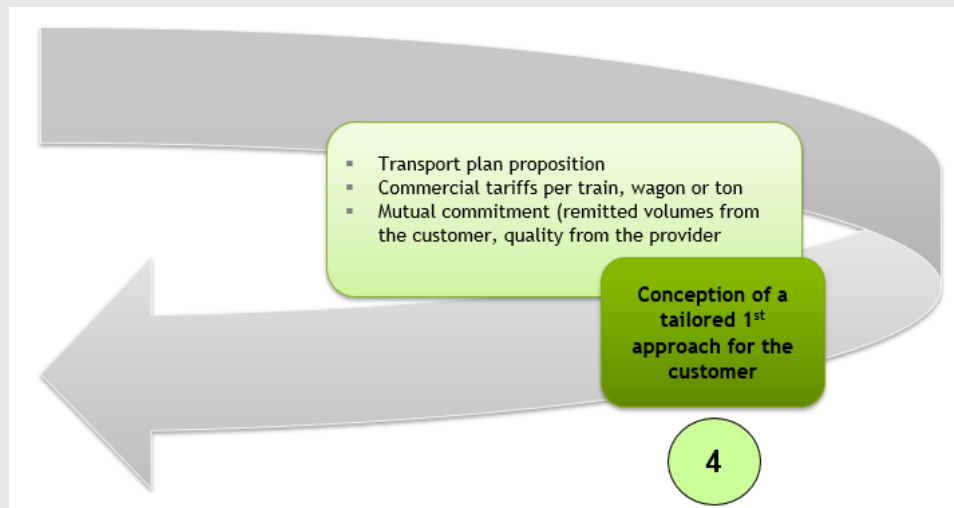 ▪ Transport plan proposition
▪ Commercial tariffs per train, wagon or ton
▪ Mutual commitment (remitted volumes from
the customer, quality from the provider
Conception of a
tailored 1st
approach for the
customer
4